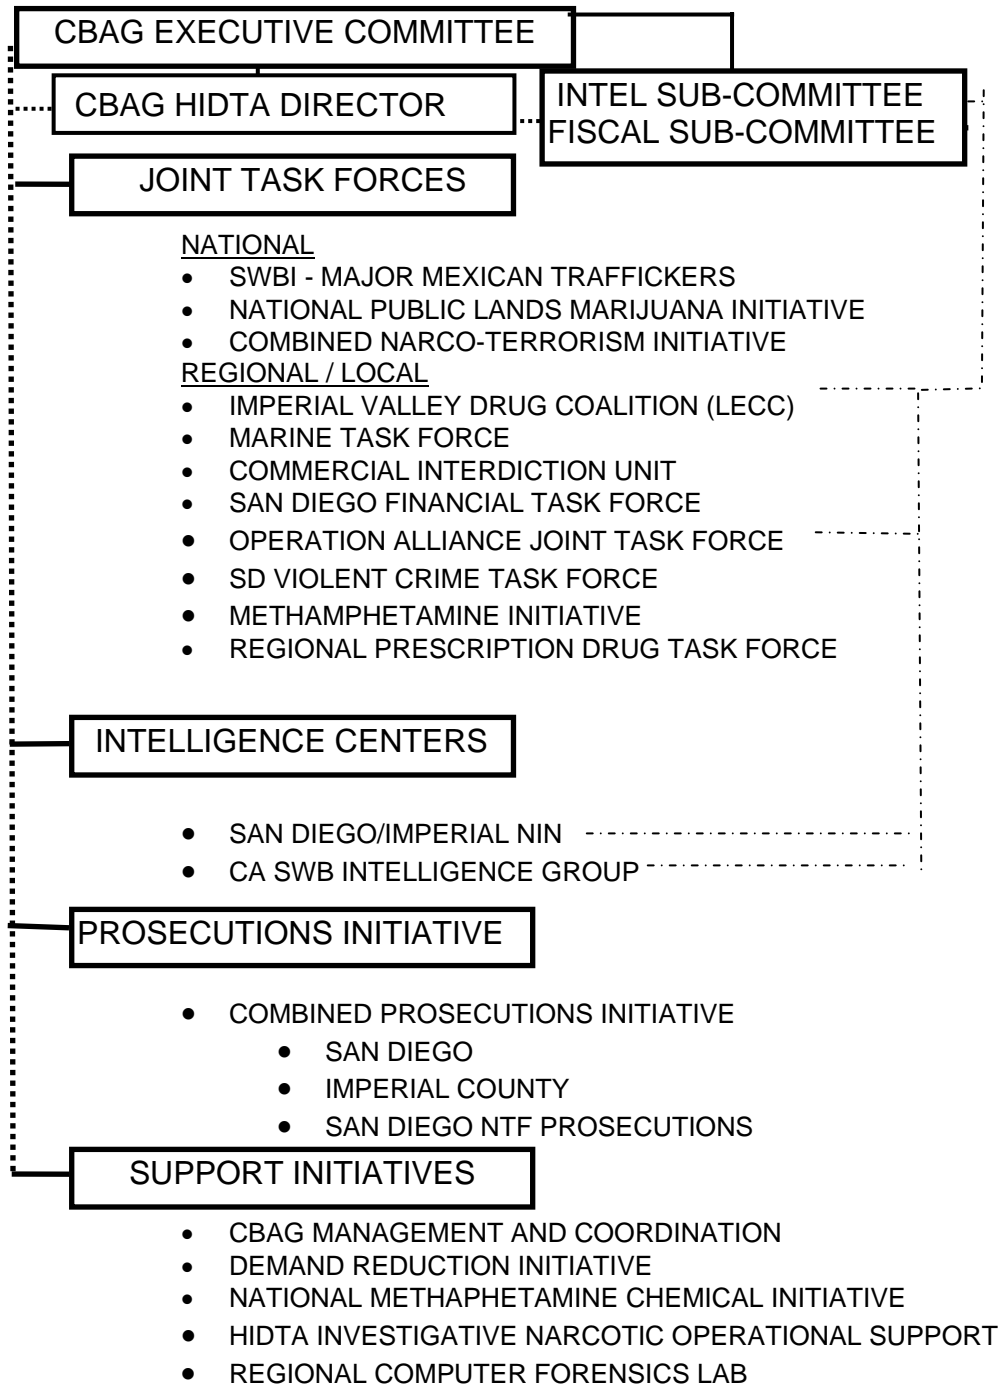 CBAG EXECUTIVE COMMITTEE
CBAG HIDTA DIRECTOR
INTEL SUB-COMMITTEE
FISCAL SUB-COMMITTEE
JOINT TASK FORCES
NATIONAL
• SWBI - MAJOR MEXICAN TRAFFICKERS
• NATIONAL PUBLIC LANDS MARIJUANA INITIATIVE
• COMBINED NARCO-TERRORISM INITIATIVE
REGIONAL / LOCAL
• IMPERIAL VALLEY DRUG COALITION (LECC)
• MARINE TASK FORCE
• COMMERCIAL INTERDICTION UNIT
• SAN DIEGO FINANCIAL TASK FORCE
• OPERATION ALLIANCE JOINT TASK FORCE
• SD VIOLENT CRIME TASK FORCE
• METHAMPHETAMINE INITIATIVE
• REGIONAL PRESCRIPTION DRUG TASK FORCE
INTELLIGENCE CENTERS
• SAN DIEGO/IMPERIAL NIN
• CA SWB INTELLIGENCE GROUP
PROSECUTIONS INITIATIVE
• COMBINED PROSECUTIONS INITIATIVE
• SAN DIEGO
• IMPERIAL COUNTY
• SAN DIEGO NTF PROSECUTIONS
SUPPORT INITIATIVES
• CBAG MANAGEMENT AND COORDINATION
• DEMAND REDUCTION INITIATIVE
• NATIONAL METHAPHETAMINE CHEMICAL INITIATIVE
• HIDTA INVESTIGATIVE NARCOTIC OPERATIONAL SUPPORT
• REGIONAL COMPUTER FORENSICS LAB